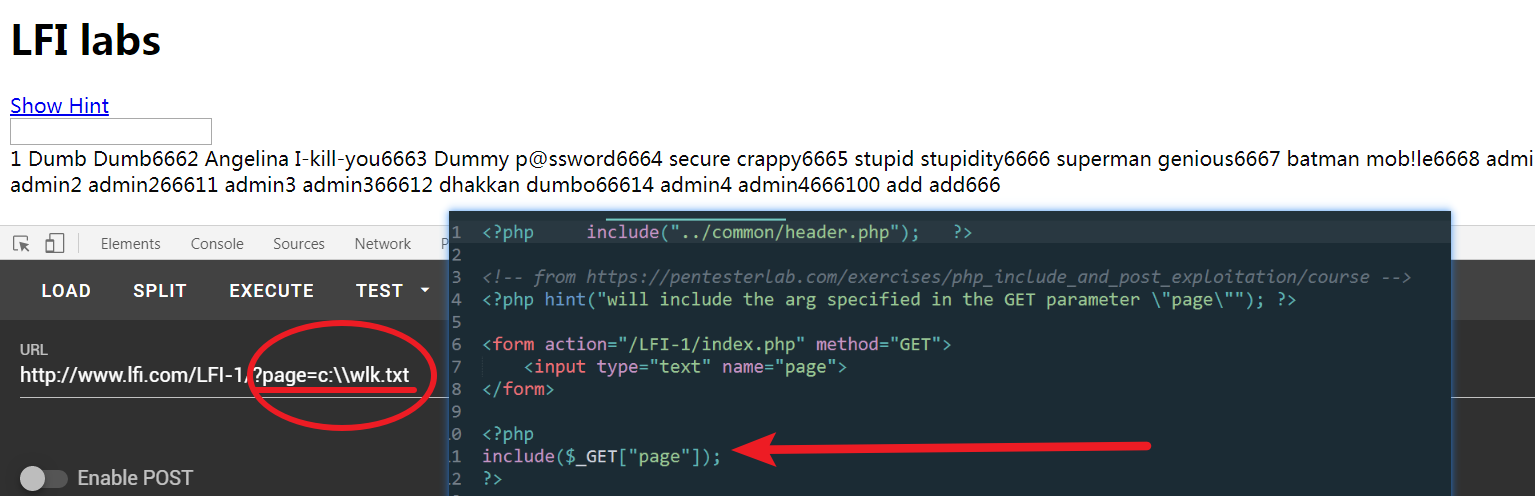 LFI labs
Show Hint
1 Dumb Dumb6662 Angelina I-kill-you6663 Dummy p@ssword6664 secure crappy6665 stupid stupidity6666 superman genious6667 batman mob!le6668 admi
admin2 admin266611 admin3 admin366612 dhakkan dumbo66614 admin4 admin4666100 add add666
Elements Console Sources Network P
LOAD SPLIT EXECUTE TEST
URL
http://www.lfi.com/LFI-1/?page=c:\\wlk.txt
Enable POST
1 <?php include("../common/header.php"); ?>
2
3 <!-- from https://pentesterlab.com/exercises/php_include_and_post_exploitation/course -->
4 <?php hint("will include the arg specified in the GET parameter \"page\""); ?>
5
6 <form action="/LFI-1/index.php" method="GET">
7 <input type="text" name="page">
8 </form>
9
10 <?php
11 include($_GET["page"]);
12 ?>